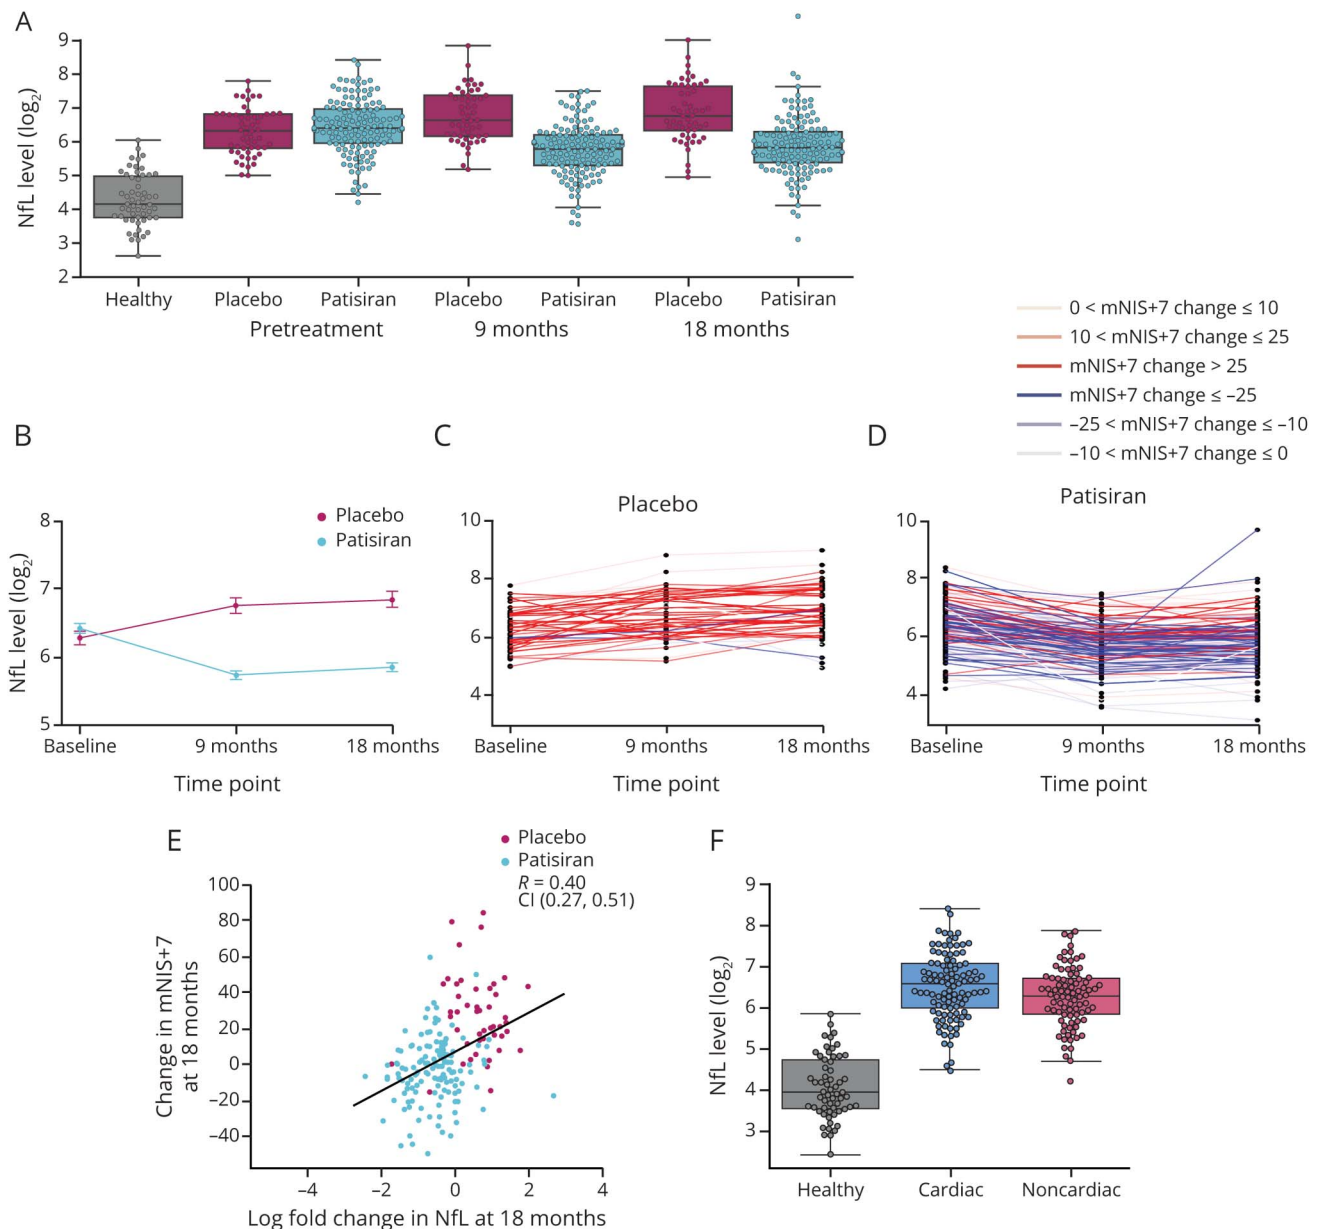 A
NfL level (log2)
9
8
7
6
5
4
3
2
Healthy Placebo Patisiran Placebo Patisiran Placebo Patisiran
Pretreatment 9 months 18 months
0 < mNIS+7 change ≤ 10
10 < mNIS+7 change ≤ 25
mNIS+7 change > 25
mNIS+7 change ≤ –25
–25 < mNIS+7 change ≤ –10
–10 < mNIS+7 change ≤ 0
B
NfL level (log2)
8
7
6
5
Placebo
Patisiran
Baseline 9 months 18 months
Time point
C
Placebo
10
8
6
4
Baseline 9 months 18 months
Time point
D
Patisiran
10
8
6
4
Baseline 9 months 18 months
Time point
E
Placebo
Patisiran
R = 0.40
CI (0.27, 0.51)
Change in mNIS+7
at 18 months
100
80
60
40
20
0
–20
–40
–4 –2 0 2 4
Log fold change in NfL at 18 months
F
NfL level (log2)
9
8
7
6
5
4
3
Healthy Cardiac Noncardiac